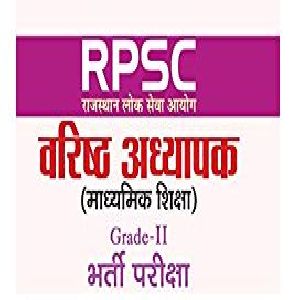 RPSC
राजस्थान लोक सेवा आयोग
वरिष्ठ अध्यापक
(माध्यमिक शिक्षा)
Grade-II
भर्ती परीक्षा